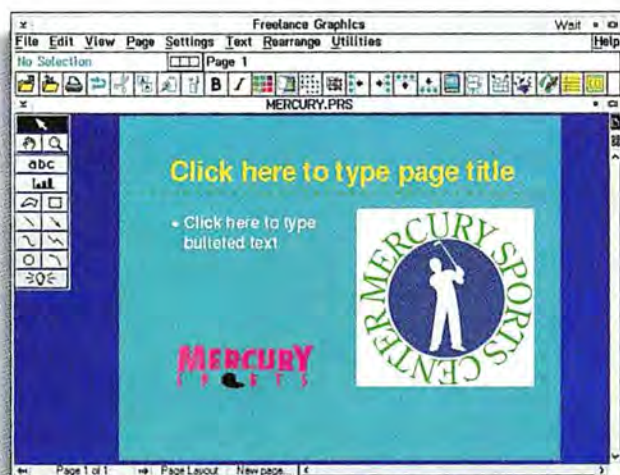 Freelance Graphics
Wait
File Edit View Page Settings Text Rearrange Utilities Help
No Selection Page 1
B I
MERCURY.PRS
abc
Click here to type page title
• Click here to type
bulleted text
MERCURY SPORTS CENTER
MERCURY
SPORTS
Page 1 of 1 Page Layout New page...